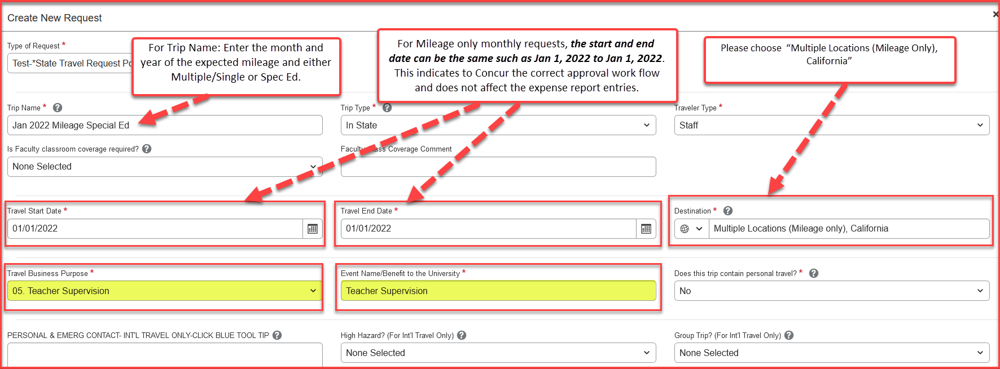 Create New Request
Type of Request *
Test-*State Travel Request Po
For Trip Name: Enter the month and
year of the expected mileage and either
Multiple/Single or Spec Ed.
For Mileage only monthly requests, the start and end
date can be the same such as Jan 1, 2022 to Jan 1, 2022.
This indicates to Concur the correct approval work flow
and does not affect the expense report entries.
Please choose “Multiple Locations (Mileage Only),
California”
Trip Name *
Jan 2022 Mileage Special Ed
Trip Type *
In State
Traveler Type *
Staff
Is Faculty classroom coverage required?
None Selected
Faculty Class Coverage Comment
Travel Start Date *
01/01/2022
Travel End Date *
01/01/2022
Destination *
Multiple Locations (Mileage only), California
Travel Business Purpose *
05. Teacher Supervision
Event Name/Benefit to the University *
Teacher Supervision
Does this trip contain personal travel? *
No
PERSONAL & EMERG CONTACT- INT'L TRAVEL ONLY-CLICK BLUE TOOL TIP
High Hazard? (For Int'l Travel Only)
None Selected
Group Trip? (For Int'l Travel Only)
None Selected